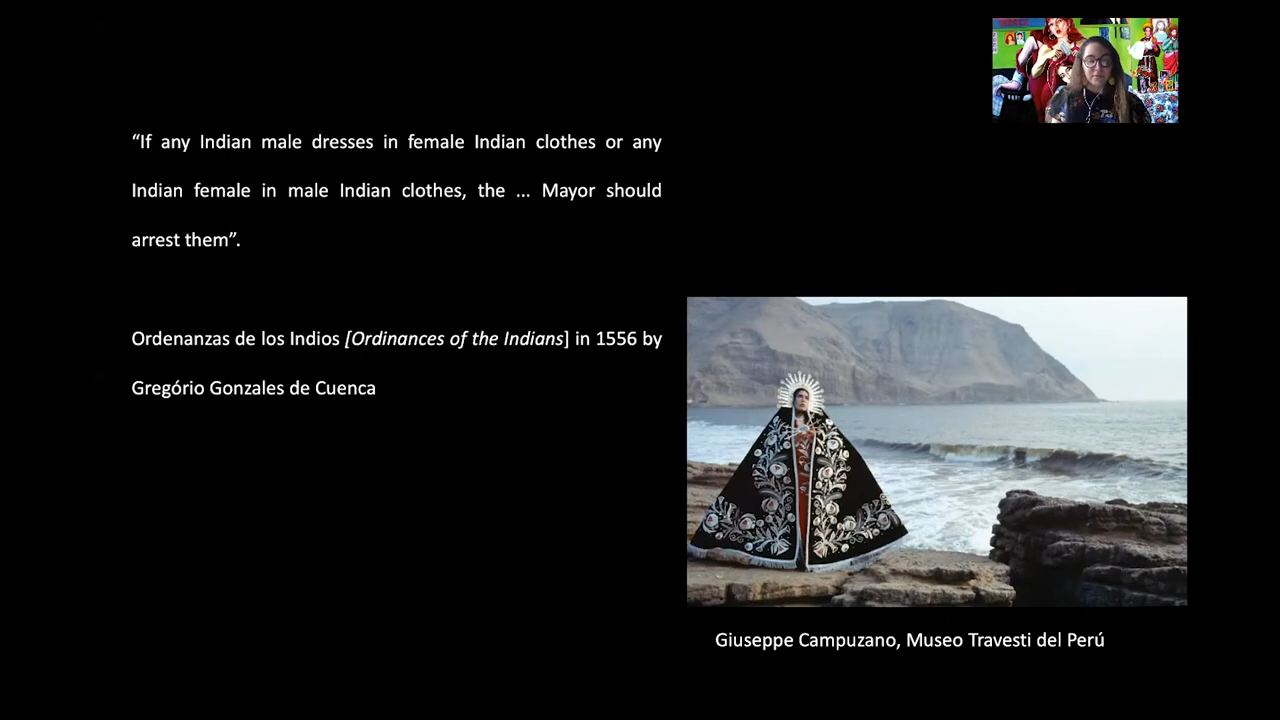 “If any Indian male dresses in female Indian clothes or any
Indian female in male Indian clothes, the ... Mayor should
arrest them”.
Ordenanzas de los Indios [Ordinances of the Indians] in 1556 by
Gregório Gonzales de Cuenca
Giuseppe Campuzano, Museo Travesti del Perú